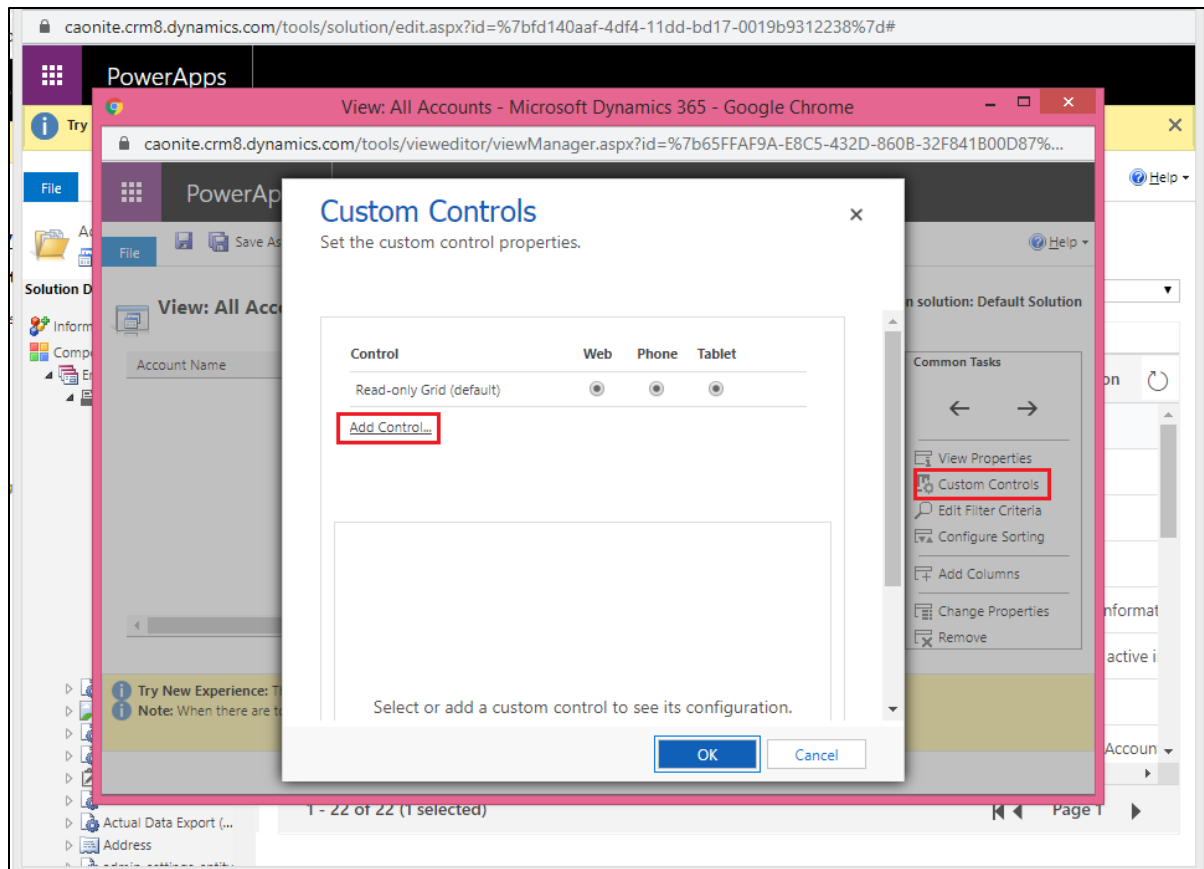 caonite.crm8.dynamics.com/tools/solution/edit.aspx?id=%7bfd140aaf-4df4-11dd-bd17-0019b9312238%7d#
PowerApps
View: All Accounts - Microsoft Dynamics 365 - Google Chrome
Try
caonite.crm8.dynamics.com/tools/vieweditor/viewManager.aspx?id=%7b65FFAF9A-E8C5-432D-860B-32F841B00D87%...
File
Help
PowerAp
Custom Controls
Set the custom control properties.
File
Save As
Help
Solution D
View: All Acco
n solution: Default Solution
Inform
Compo
Account Name
Control Web Phone Tablet
Common Tasks
on
Read-only Grid (default)
Add Control...
View Properties
Custom Controls
Edit Filter Criteria
Configure Sorting
Add Columns
Change Properties
nformat
Remove
active i
Try New Experience: T
Note: When there are to
Select or add a custom control to see its configuration.
Accoun
OK
Cancel
1 - 22 of 22 (1 selected)
Page 1
Actual Data Export (...
Address